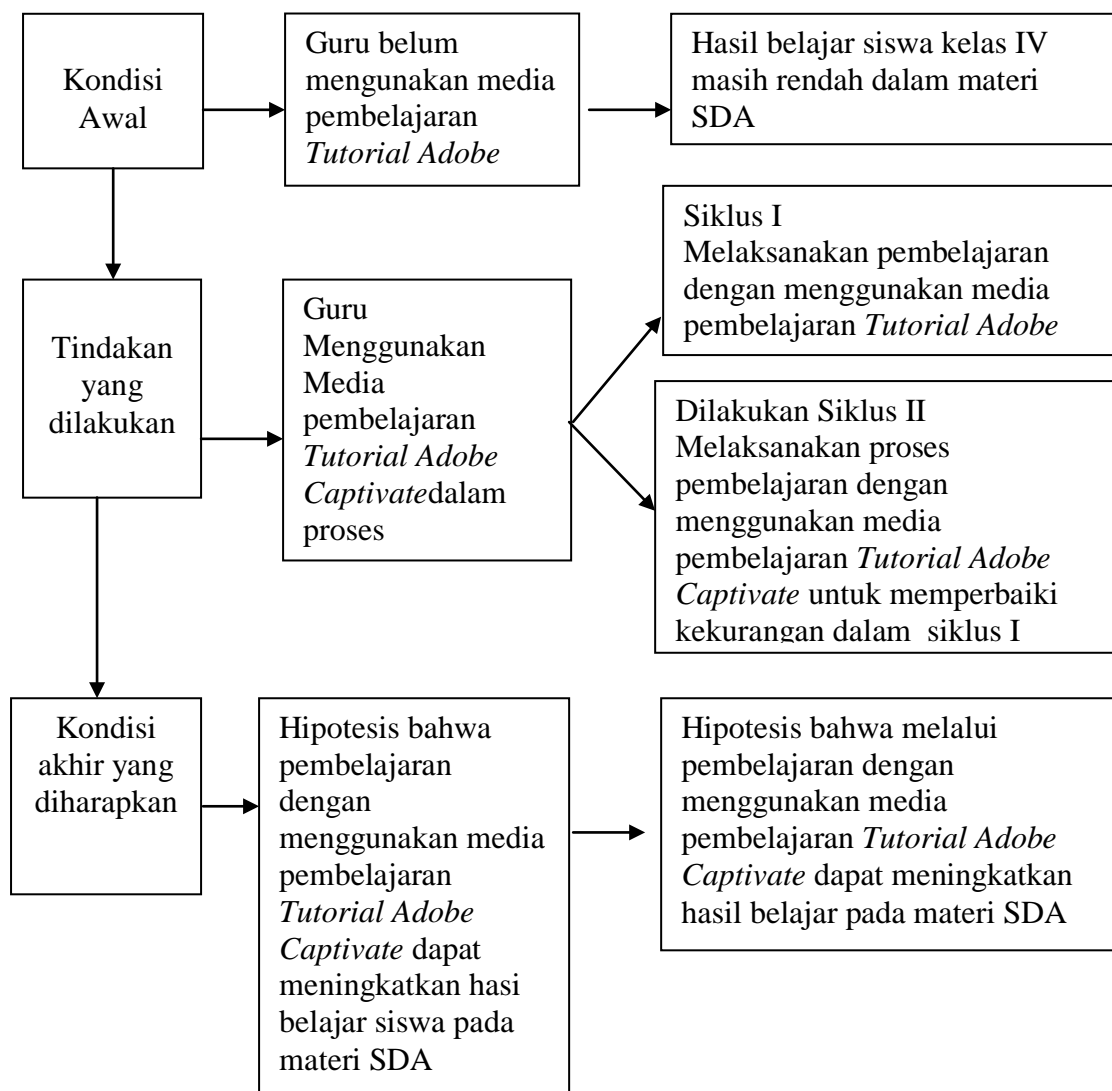 Kondisi
Awal
Guru belum
mengunakan media
pembelajaran
Tutorial Adobe
Hasil belajar siswa kelas IV
masih rendah dalam materi
SDA
Tindakan
yang
dilakukan
Guru
Menggunakan
Media
pembelajaran
Tutorial Adobe
Captivatedalam
proses
Siklus I
Melaksanakan pembelajaran
dengan menggunakan media
pembelajaran Tutorial Adobe
Dilakukan Siklus II
Melaksanakan proses
pembelajaran dengan
menggunakan media
pembelajaran Tutorial Adobe
Captivate untuk memperbaiki
kekurangan dalam siklus I
Kondisi
akhir yang
diharapkan
Hipotesis bahwa
pembelajaran
dengan
menggunakan media
pembelajaran
Tutorial Adobe
Captivate dapat
meningkatkan hasi
belajar siswa pada
materi SDA
Hipotesis bahwa melalui
pembelajaran dengan
menggunakan media
pembelajaran Tutorial Adobe
Captivate dapat meningkatkan
hasil belajar pada materi SDA